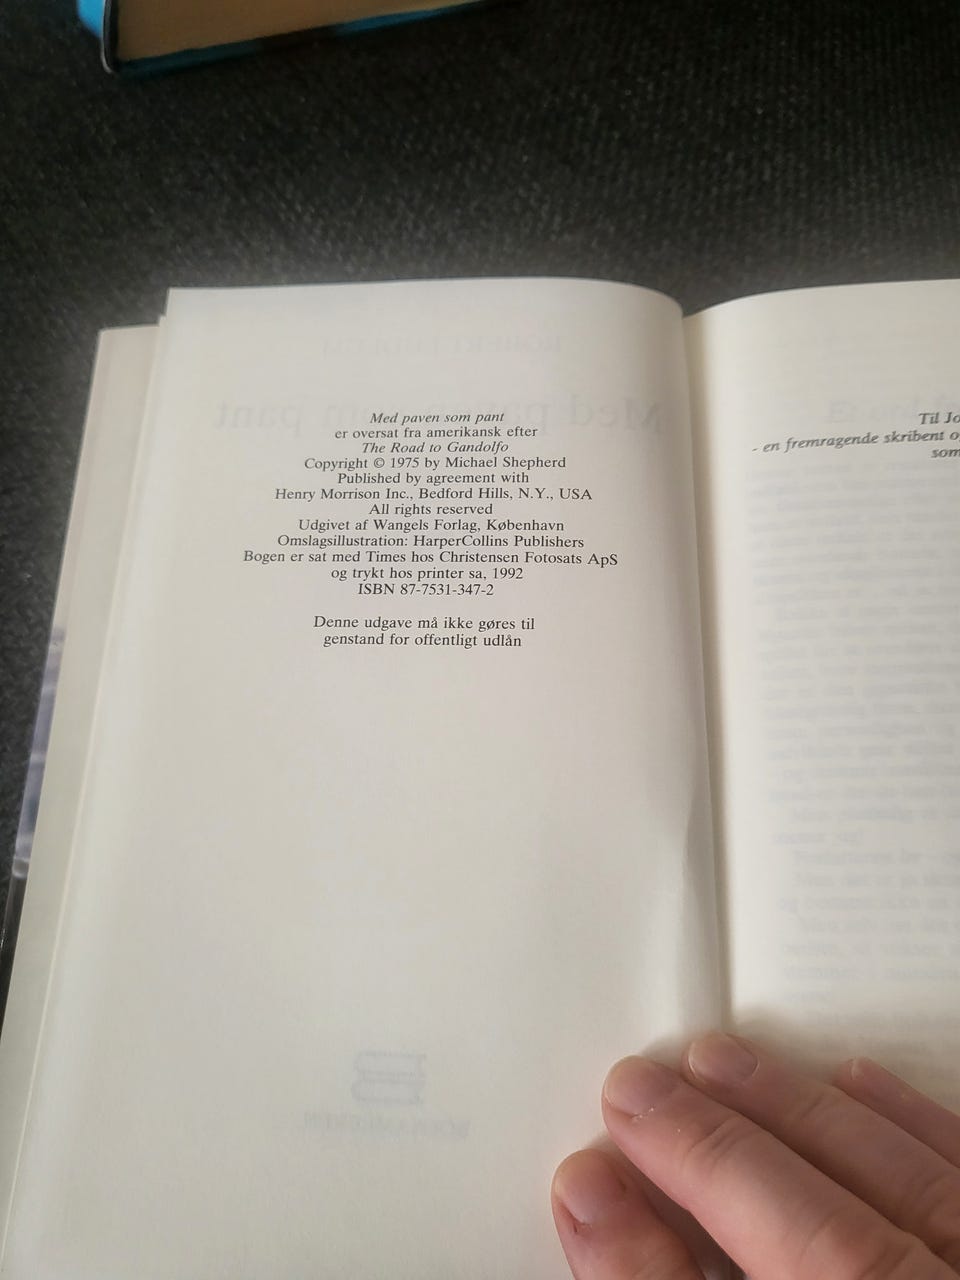 Med paven som pant
er oversat fra amerikansk efter
The Road to Gandolfo
Copyright © 1975 by Michael Shepherd
Published by agreement with
Henry Morrison Inc., Bedford Hills, N.Y., USA
All rights reserved
Udgivet af Wangels Forlag, København
Omslagsillustration: HarperCollins Publishers
Bogen er sat med Times hos Christensen Fotosats ApS
og trykt hos printer sa, 1992
ISBN 87-7531-347-2
Denne udgave må ikke gøres til
genstand for offentligt udlån
Til Jo
- en fremragende skribent o
som